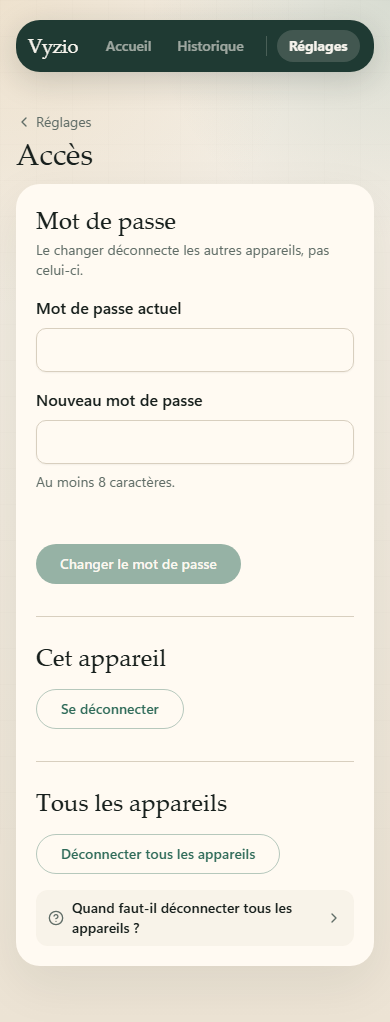 Vyzio
Accueil
Historique
Réglages
Réglages
Accès
Mot de passe
Le changer déconnecte les autres appareils, pas
celui-ci.
Mot de passe actuel
Nouveau mot de passe
Au moins 8 caractères.
Changer le mot de passe
Cet appareil
Se déconnecter
Tous les appareils
Déconnecter tous les appareils
Quand faut-il déconnecter tous les
appareils ?